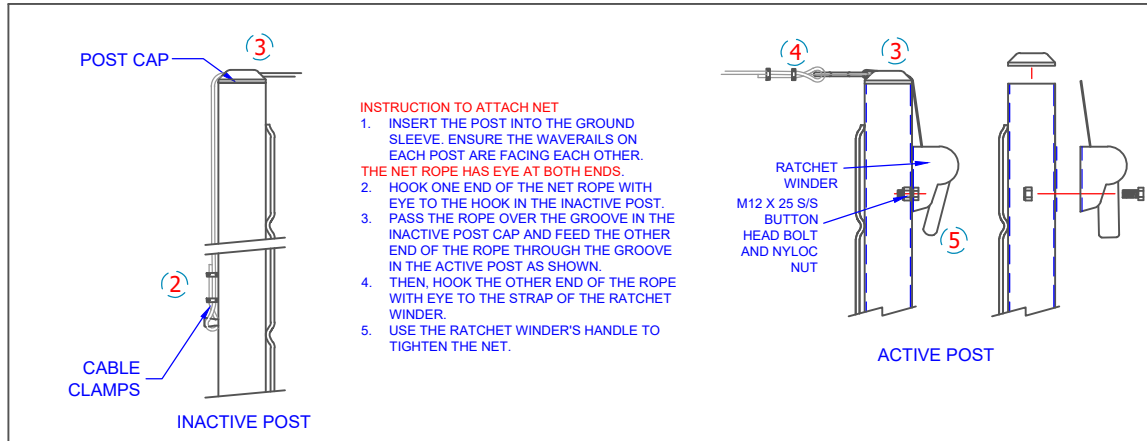 POST CAP
3
2
CABLE
CLAMPS
INACTIVE POST
INSTRUCTION TO ATTACH NET
1. INSERT THE POST INTO THE GROUND
SLEEVE. ENSURE THE WAVERAILS ON
EACH POST ARE FACING EACH OTHER.
THE NET ROPE HAS EYE AT BOTH ENDS.
2. HOOK ONE END OF THE NET ROPE WITH
EYE TO THE HOOK IN THE INACTIVE POST.
3. PASS THE ROPE OVER THE GROOVE IN THE
INACTIVE POST CAP AND FEED THE OTHER
END OF THE ROPE THROUGH THE GROOVE
IN THE ACTIVE POST AS SHOWN.
4. THEN, HOOK THE OTHER END OF THE ROPE
WITH EYE TO THE STRAP OF THE RATCHET
WINDER.
5. USE THE RATCHET WINDER'S HANDLE TO
TIGHTEN THE NET.
4
3
RATCHET
WINDER
M12 X 25 S/S
BUTTON
HEAD BOLT
AND NYLOC
NUT
5
ACTIVE POST